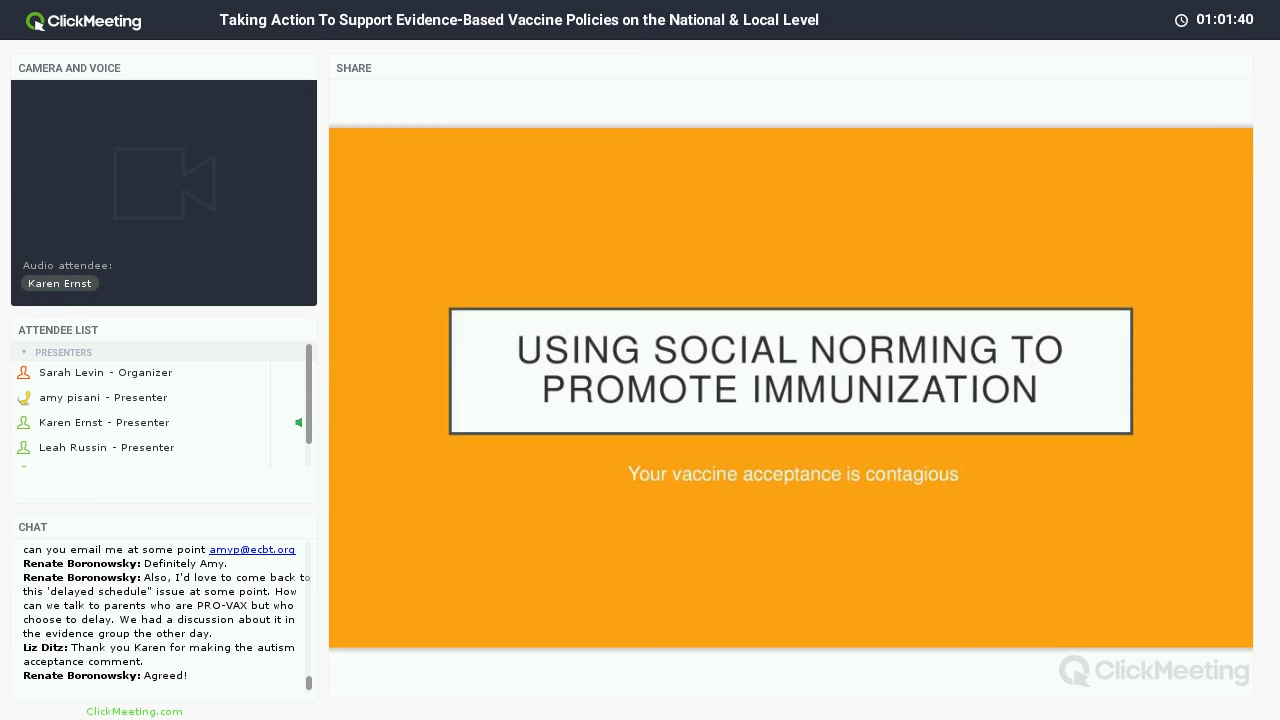 ClickMeeting
Taking Action To Support Evidence-Based Vaccine Policies on the National & Local Level
01:01:40
CAMERA AND VOICE
Audio attendee:
Karen Ernst
ATTENDEE LIST
PRESENTERS
Sarah Levin - Organizer
amy pisani - Presenter
Karen Ernst - Presenter
Leah Russin - Presenter
CHAT
can you email me at some point amyp@ecbt.org
Renate Boronowsky: Definitely Amy.
Renate Boronowsky: Also, I'd love to come back to
this 'delayed schedule" issue at some point. How
can we talk to parents who are PRO-VAX but who
choose to delay. We had a discussion about it in
the evidence group the other day.
Liz Ditz: Thank you Karen for making the autism
acceptance comment.
Renate Boronowsky: Agreed!
ClickMeeting.com
SHARE
USING SOCIAL NORMING TO
PROMOTE IMMUNIZATION
Your vaccine acceptance is contagious
ClickMeeting